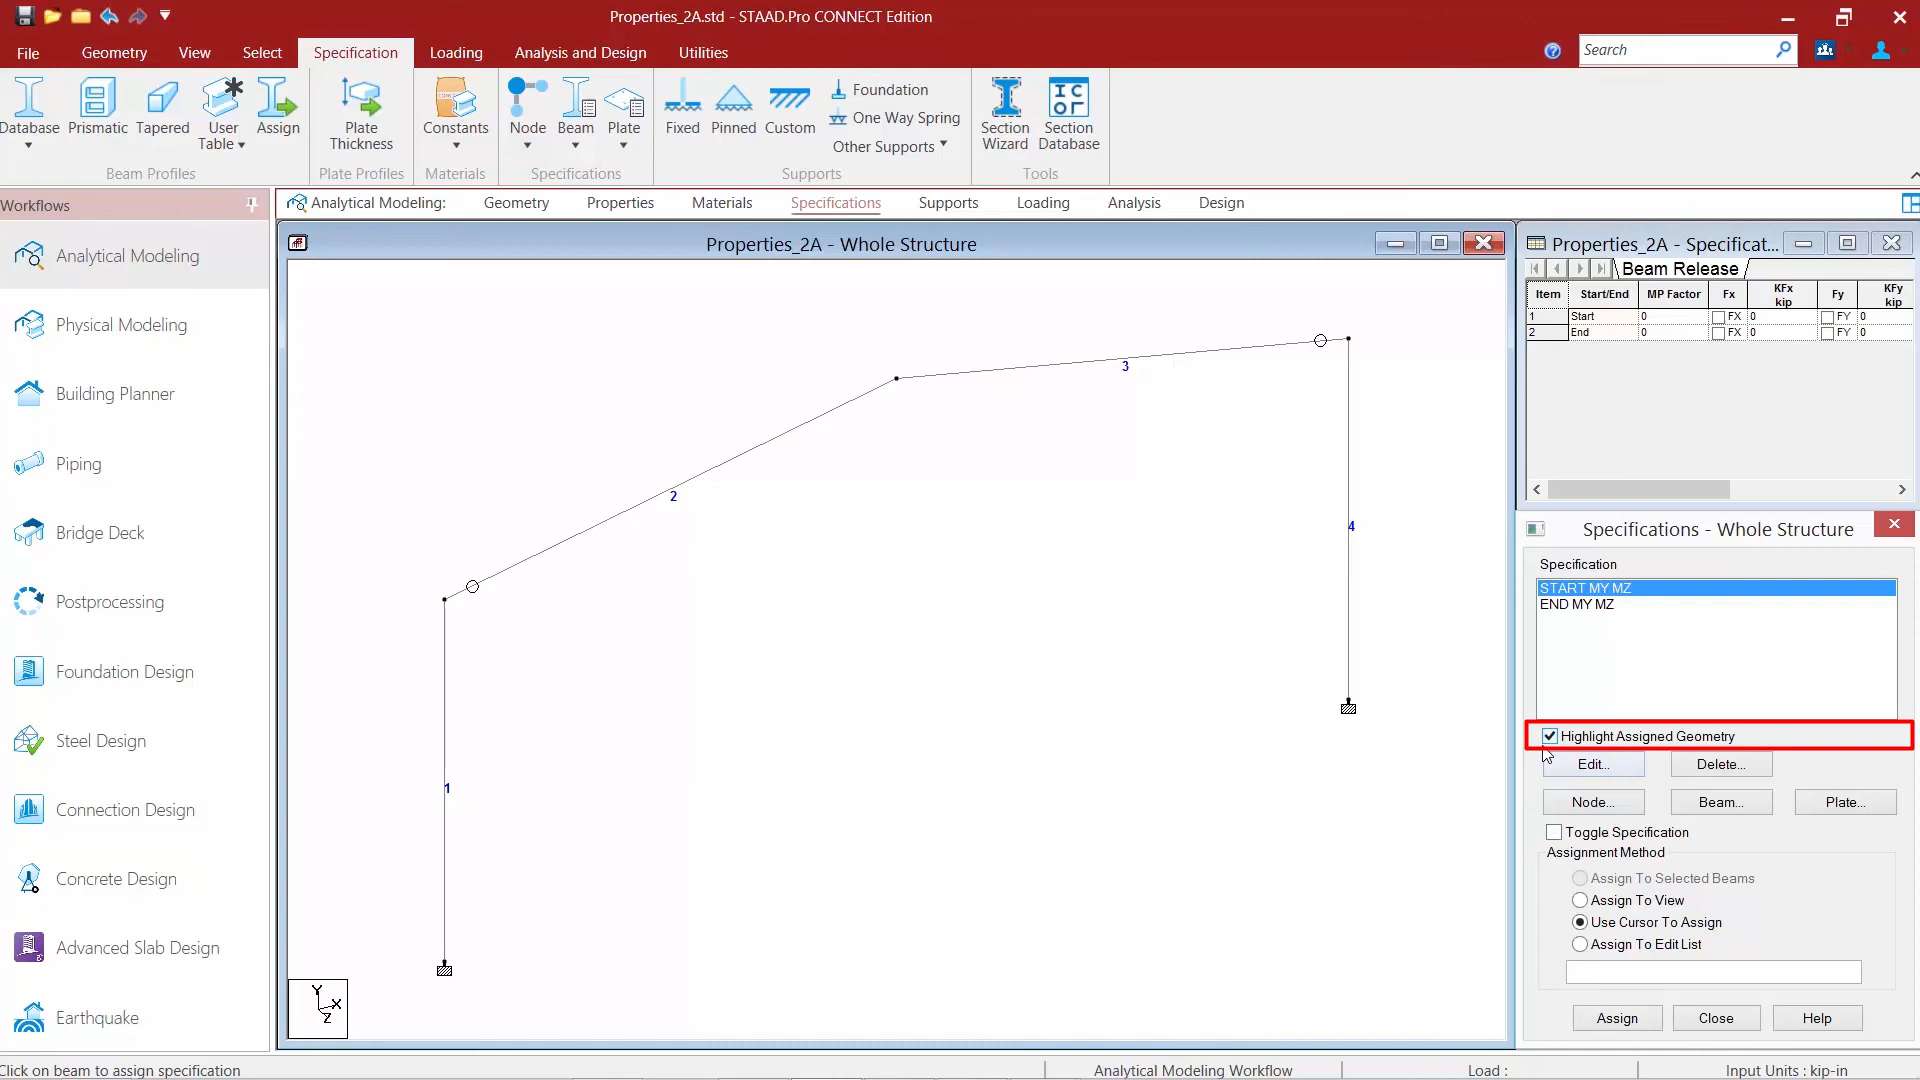 Properties_2A.std - STAAD.Pro CONNECT Edition
File Geometry View Select Specification Loading Analysis and Design Utilities
Search
Database Prismatic Tapered User Table Assign
Beam Profiles
Plate Thickness
Plate Profiles
Constants
Materials
Node Beam Plate
Specifications
Fixed Pinned Custom
Foundation
One Way Spring
Other Supports
Supports
Section Wizard
Section Database
Tools
Workflows
Analytical Modeling
Physical Modeling
Building Planner
Piping
Bridge Deck
Postprocessing
Foundation Design
Steel Design
Connection Design
Concrete Design
Advanced Slab Design
Earthquake
Analytical Modeling: Geometry Properties Materials Specifications Supports Loading Analysis Design
Properties_2A - Whole Structure
3
2
4
1
Y
X
Z
Properties_2A - Specificat...
Beam Release
Item Start/End MP Factor Fx KFx kip Fy KFy kip
1 Start 0 FX 0 FY 0
2 End 0 FX 0 FY 0
Specifications - Whole Structure
Specification
START MY MZ
END MY MZ
Highlight Assigned Geometry
Edit... Delete...
Node... Beam... Plate...
Toggle Specification
Assignment Method
Assign To Selected Beams
Assign To View
Use Cursor To Assign
Assign To Edit List
Assign Close Help
Click on beam to assign specification
Analytical Modeling Workflow
Load :
Input Units : kip-in